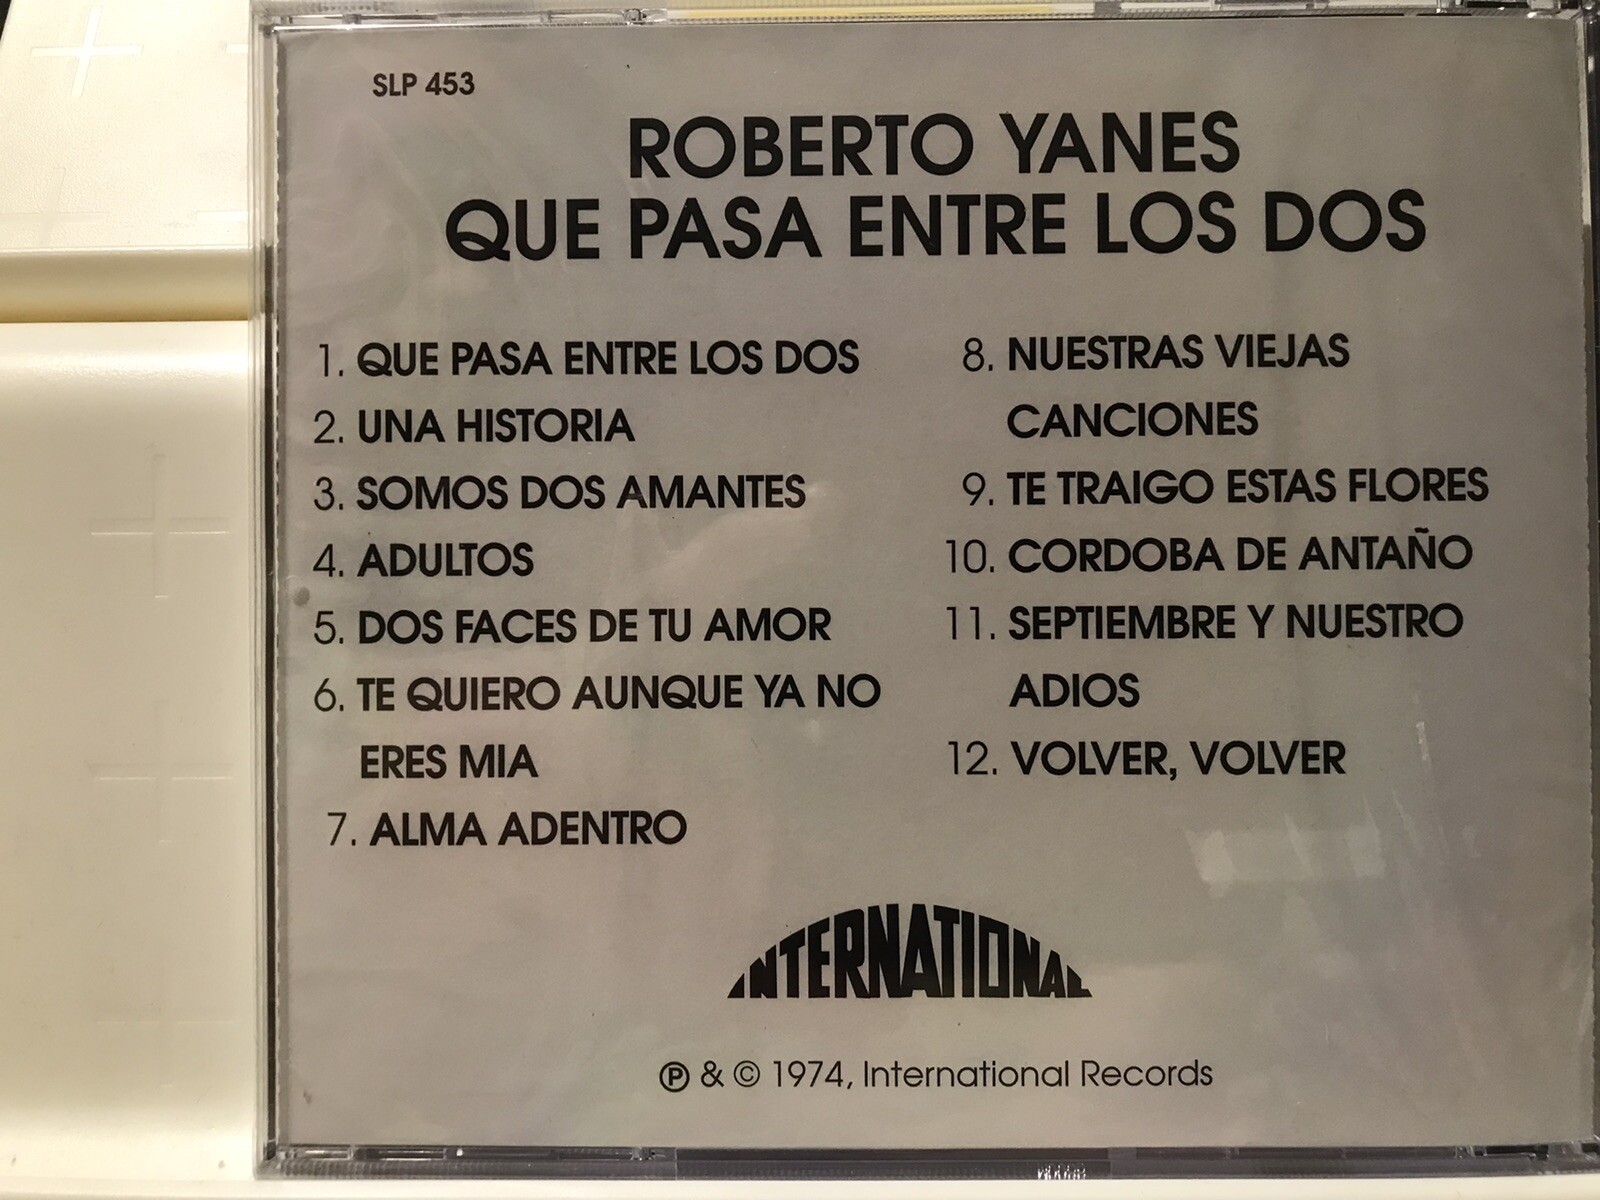 SLP 453
ROBERTO YANES
QUE PASA ENTRE LOS DOS
1. QUE PASA ENTRE LOS DOS
2. UNA HISTORIA
3. SOMOS DOS AMANTES
4. ADULTOS
5. DOS FACES DE TU AMOR
6. TE QUIERO AUNQUE YA NO
ERES MIA
7. ALMA ADENTRO
8. NUESTRAS VIEJAS
CANCIONES
9. TE TRAIGO ESTAS FLORES
10. CORDOBA DE ANTAÑO
11. SEPTIEMBRE Y NUESTRO
ADIOS
12. VOLVER, VOLVER
INTERNATIONAL
℗ & © 1974, International Records